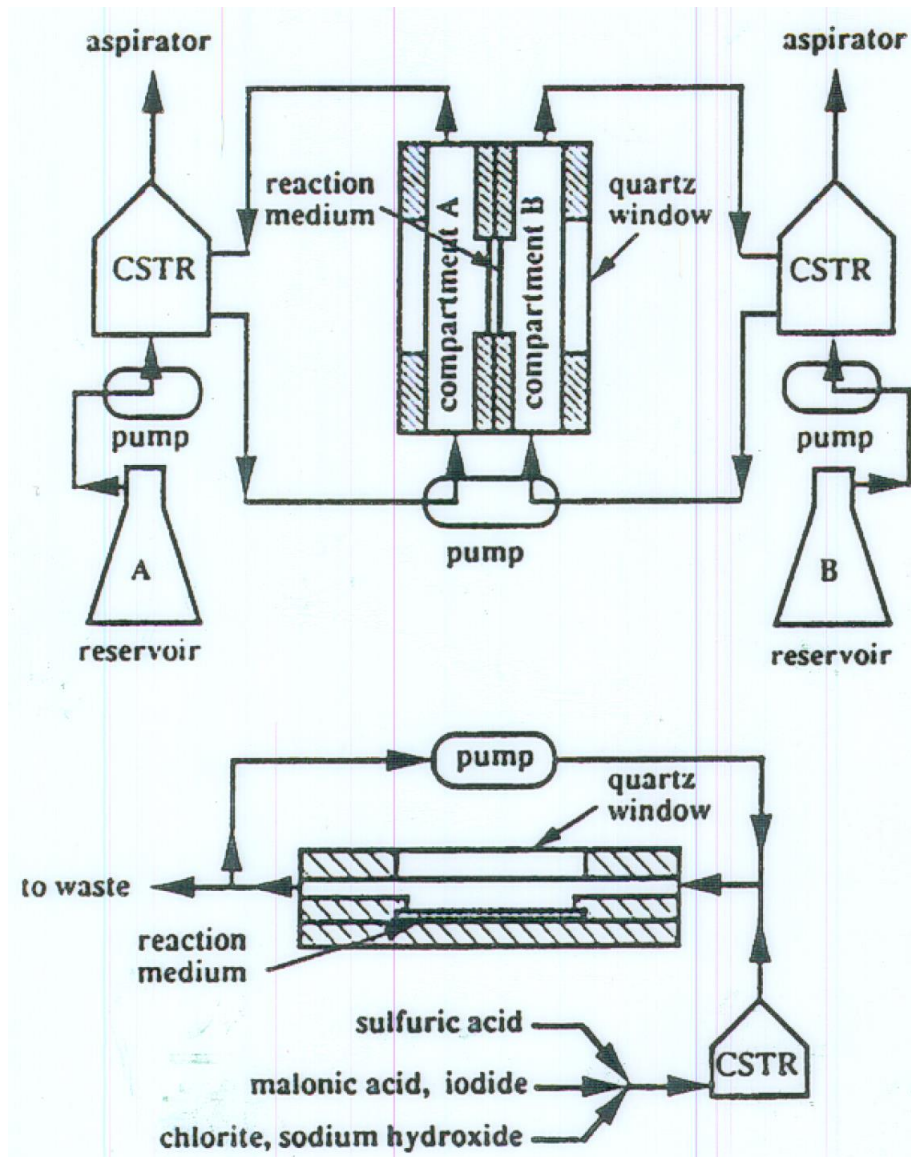 aspirator
aspirator
reaction
medium
compartment A
compartment B
quartz
window
CSTR
CSTR
pump
pump
pump
A
B
reservoir
reservoir
pump
quartz
window
to waste
reaction
medium
sulfuric acid
malonic acid, iodide
CSTR
chlorite, sodium hydroxide